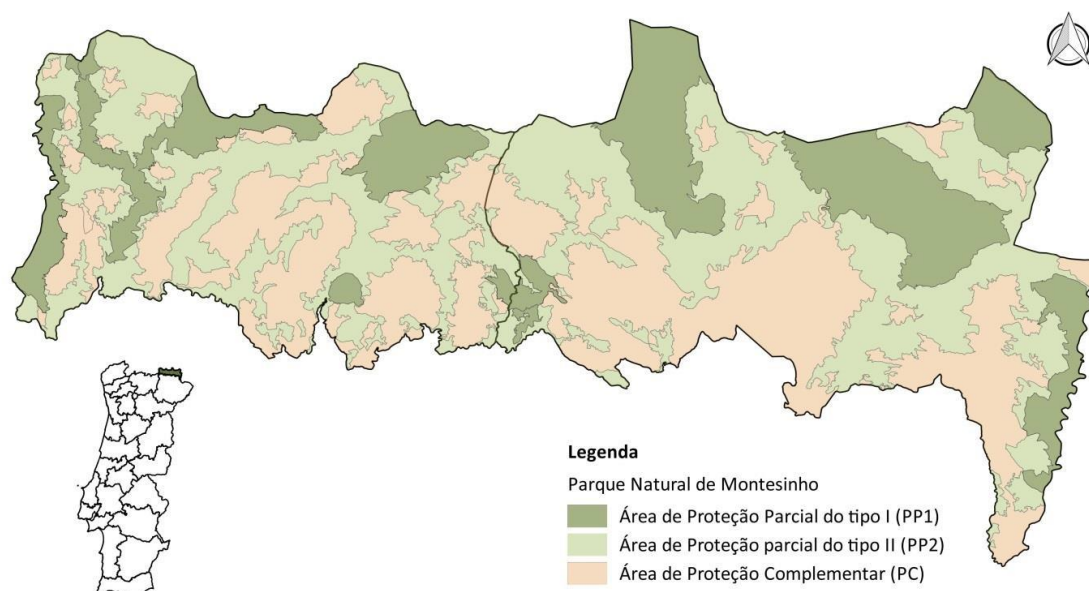 Legenda
Parque Natural de Montesinho
Área de Proteção Parcial do tipo I (PP1)
Área de Proteção parcial do tipo II (PP2)
Área de Proteção Complementar (PC)